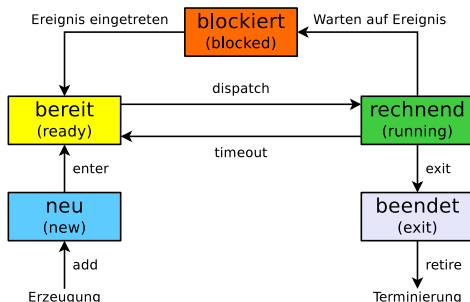 blockiert
(blocked)
Ereignis eingetreten
Warten auf Ereignis
dispatch
bereit
(ready)
rechnend
(running)
timeout
enter
exit
neu
(new)
beendet
(exit)
add
retire
Erzeugung
Terminierung